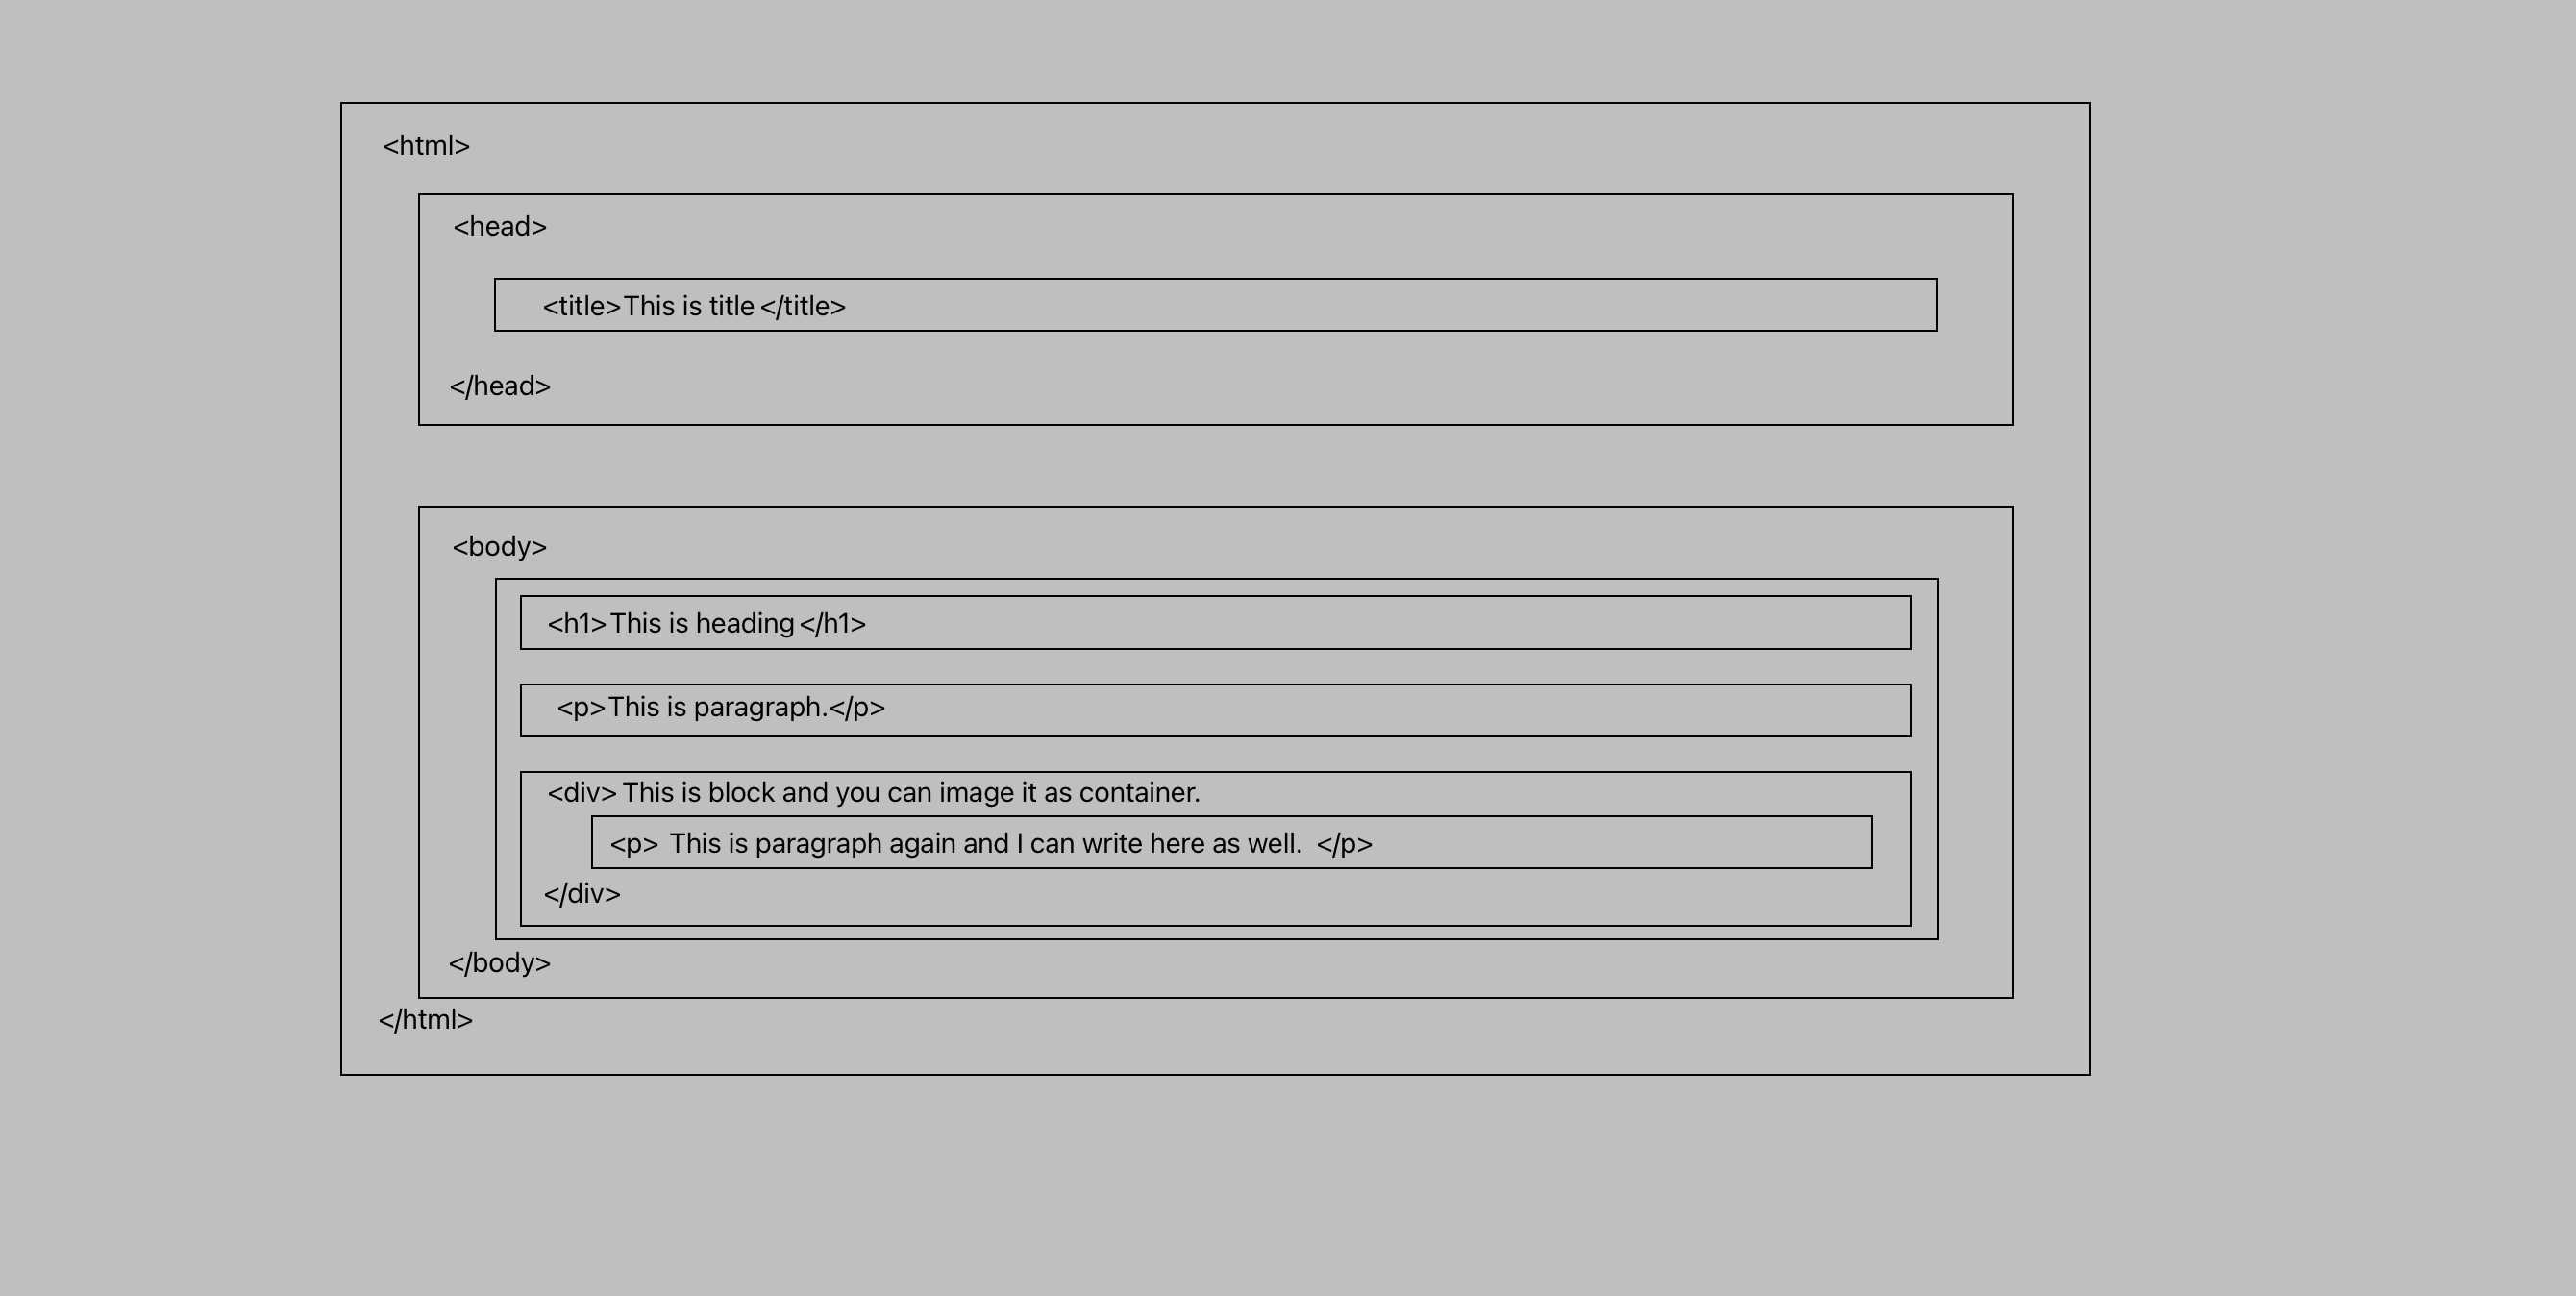 <html>
<head>
<title>This is title </title>
</head>
<body>
<h1>This is heading </h1>
<p>This is paragraph.</p>
<div> This is block and you can image it as container.
<p> This is paragraph again and I can write here as well. </p>
</div>
</body>
</html>